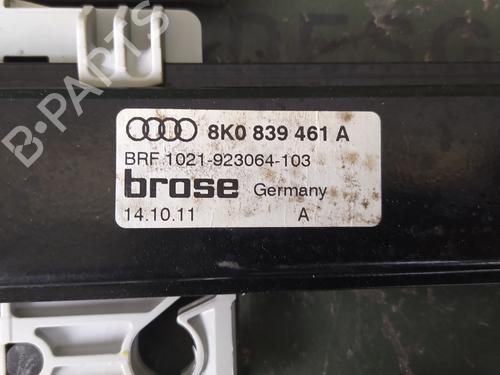 8K0 839 461 A
BRF 1021-923064-103
brose Germany
14.10.11 A
B-PARTS